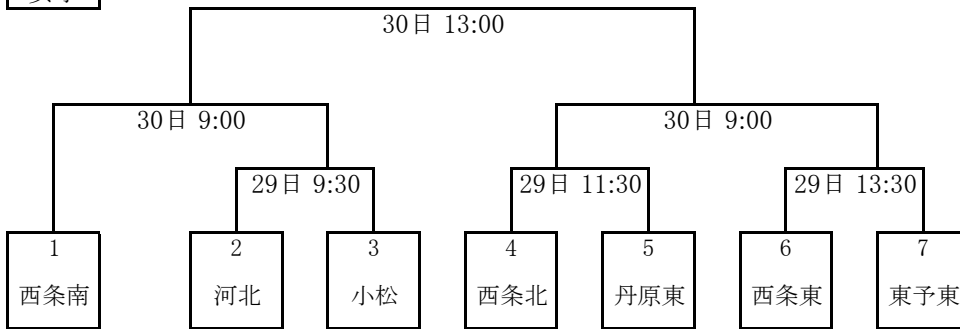 30日 13:00
30日 9:00
30日 9:00
29日 9:30
29日 11:30
29日 13:30
1
2
3
4
5
6
7
西条南
河北
小松
西条北
丹原東
西条東
東予東